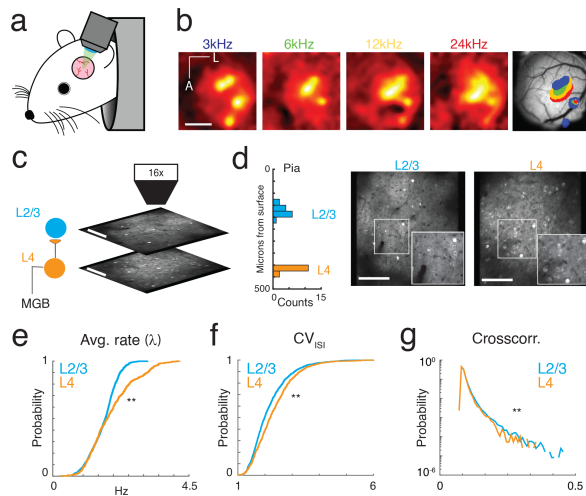 a
b
3kHz 6kHz 12kHz 24kHz
L
A
c
16x
L2/3
L4
MGB
d
Pia
0
Microns from surface
500
L2/3
L4
0 15
Counts
L2/3 L4
e
Avg. rate (λ)
1
L2/3
L4
Probability
**
0
0 4.5
Hz
f
CVISI
1
L2/3
L4
Probability
**
0
1 6
g
Crosscorr.
10⁰
L2/3
L4
Probability
**
10⁻⁶
0 0.5